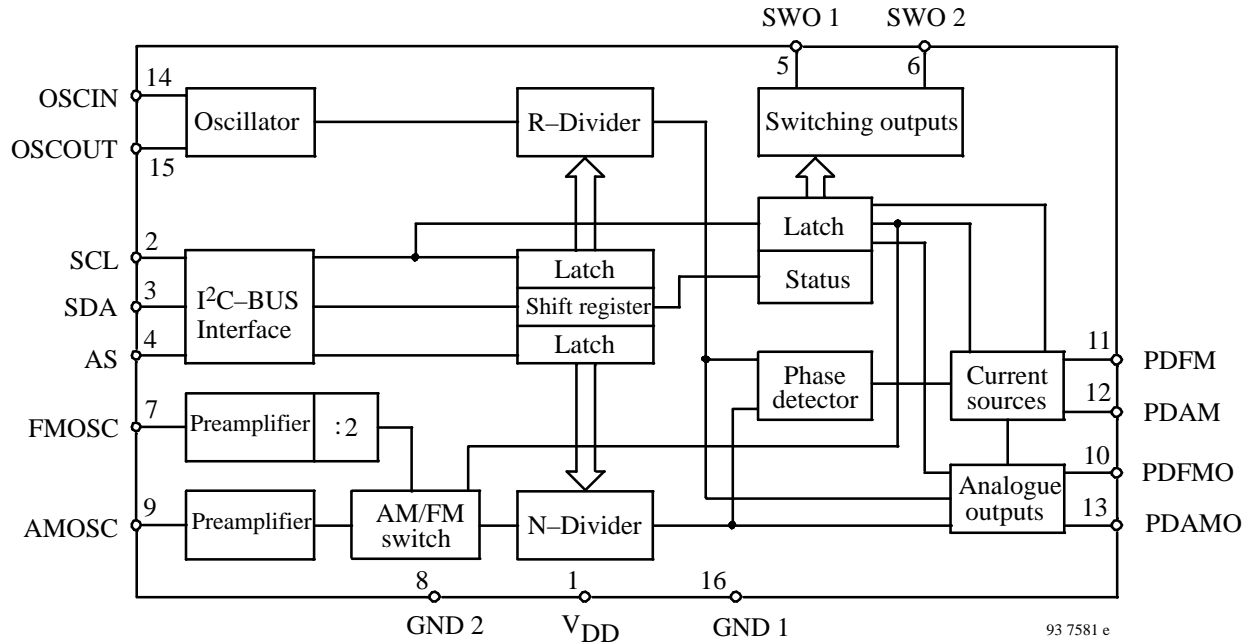 SWO 1 SWO 2
5 6
14
OSCIN
Oscillator
R–Divider
Switching outputs
OSCOUT
15
2
SCL
Latch
Latch
3
SDA
I²C–BUS
Interface
Shift register
Status
4
AS
Latch
11
PDFM
Phase
detector
Current
sources
12
PDAM
7
FMOSC
Preamplifier
:2
10
PDFMO
9
AMOSC
Preamplifier
AM/FM
switch
N–Divider
Analogue
outputs
13
PDAMO
8 1 16
GND 2 VDD GND 1
93 7581 e